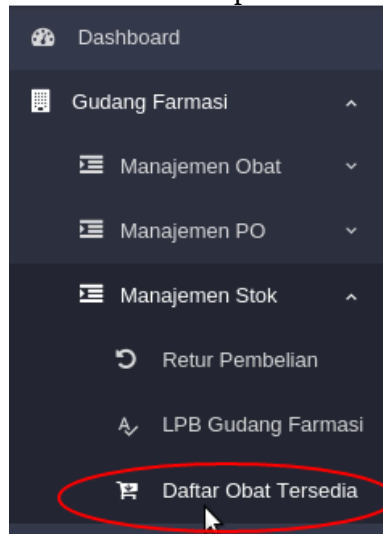 Dashboard
Gudang Farmasi
Manajemen Obat
Manajemen PO
Manajemen Stok
Retur Pembelian
LPB Gudang Farmasi
Daftar Obat Tersedia